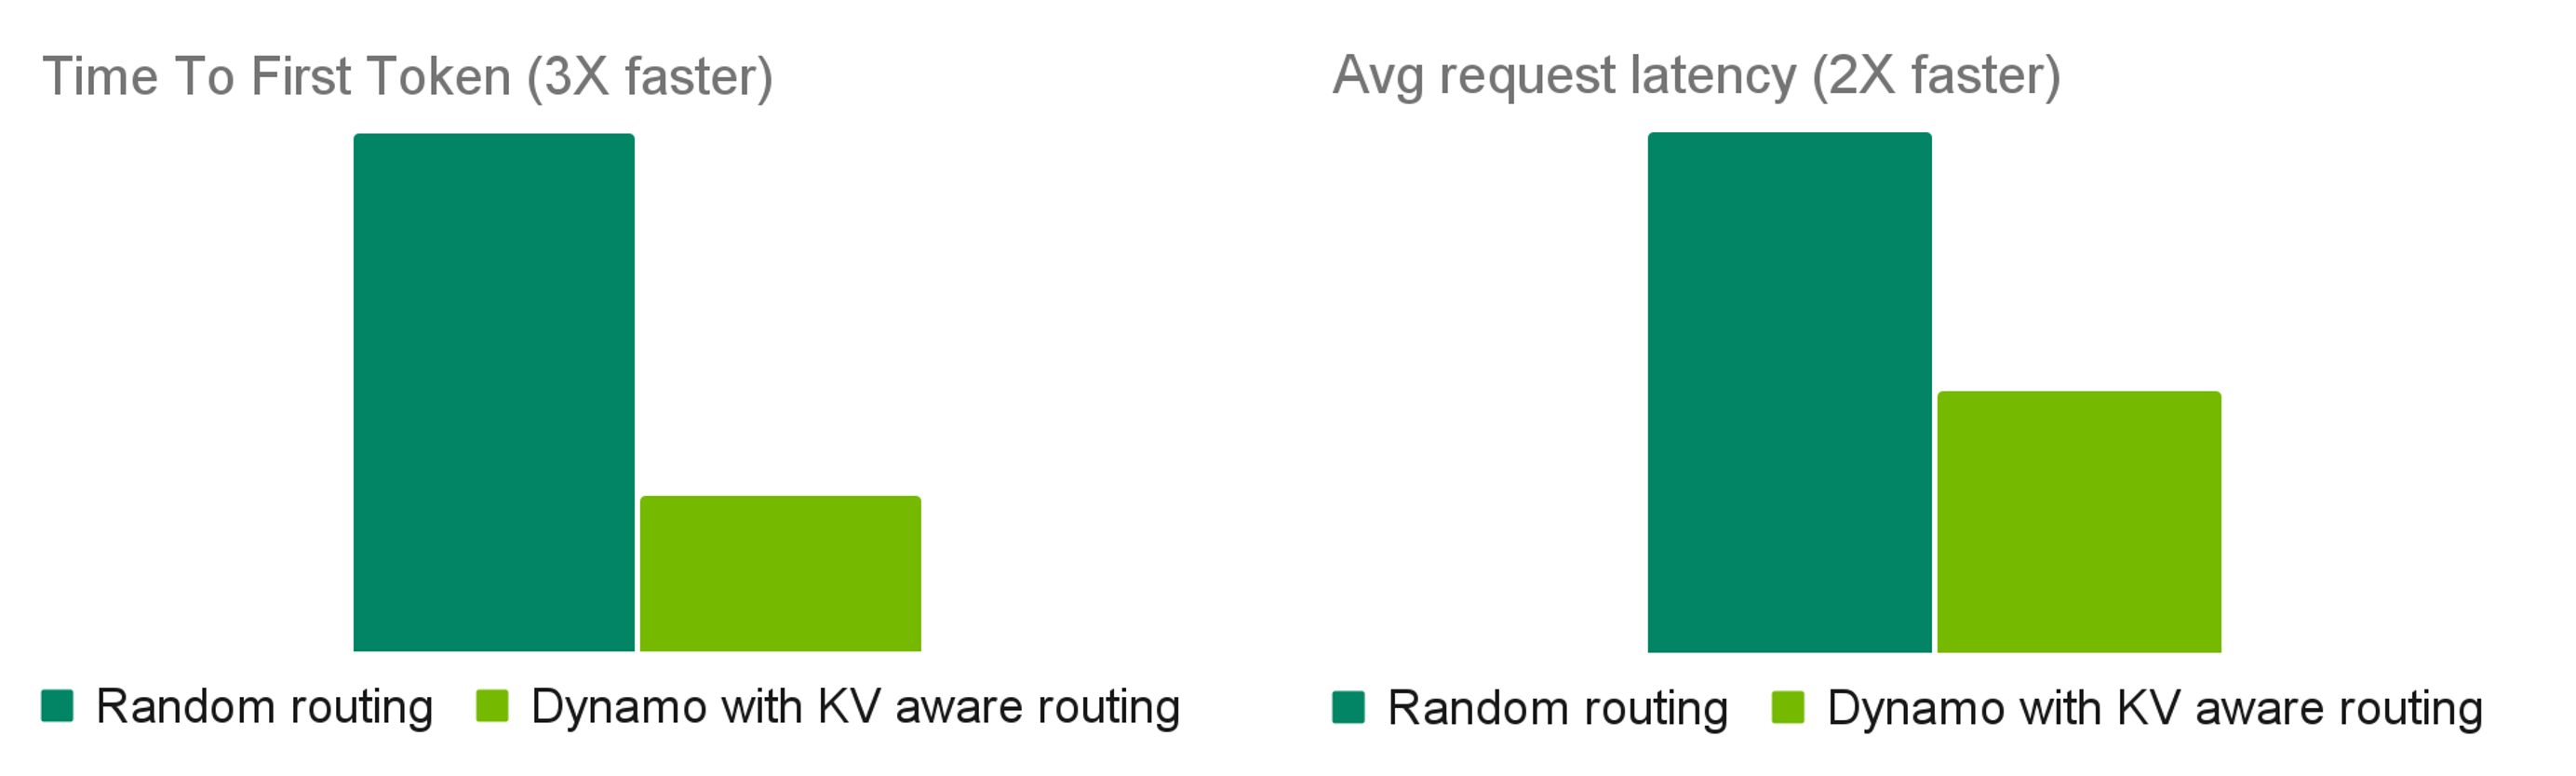 Time To First Token (3X faster)
Random routing
Dynamo with KV aware routing
Avg request latency (2X faster)
Random routing
Dynamo with KV aware routing